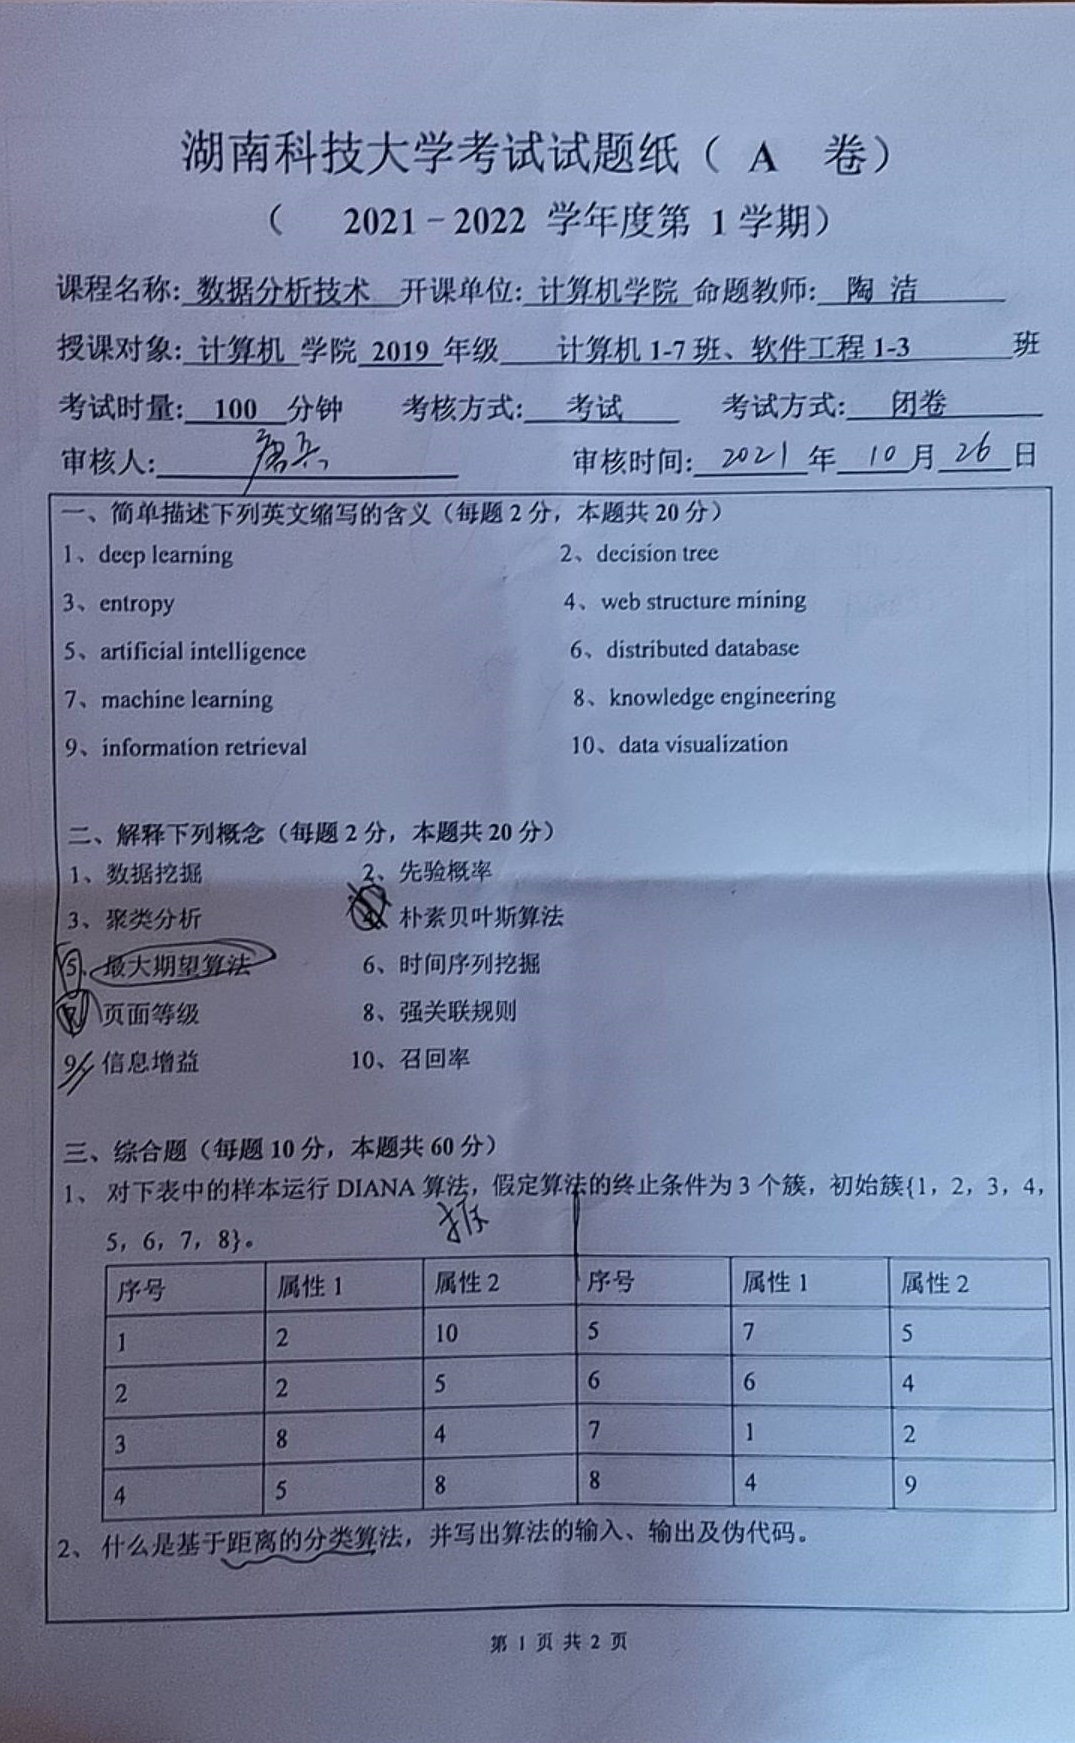 湖南科技大学考试试题纸（ A 卷）
（ 2021－2022 学年度第 1 学期）
课程名称: 数据分析技术 开课单位: 计算机学院 命题教师: 陶 洁
授课对象: 计算机 学院 2019 年级 计算机 1-7 班、软件工程 1-3 班
考试时量: 100 分钟 考核方式: 考试 考试方式: 闭卷
审核人: 审核时间: 2021 年 10 月 26 日
一、简单描述下列英文缩写的含义（每题 2 分，本题共 20 分）
1、deep learning 2、decision tree
3、entropy 4、web structure mining
5、artificial intelligence 6、distributed database
7、machine learning 8、knowledge engineering
9、information retrieval 10、data visualization
二、解释下列概念（每题 2 分，本题共 20 分）
1、数据挖掘 2、先验概率
3、聚类分析 4、朴素贝叶斯算法
5、最大期望算法 6、时间序列挖掘
7、页面等级 8、强关联规则
9、信息增益 10、召回率
三、综合题（每题 10 分，本题共 60 分）
1、 对下表中的样本运行 DIANA 算法，假定算法的终止条件为 3 个簇，初始簇{1，2，3，4，
5，6，7，8}。
序号 属性 1 属性 2 序号 属性 1 属性 2
1 2 10 5 7 5
2 2 5 6 6 4
3 8 4 7 1 2
4 5 8 8 4 9
2、 什么是基于距离的分类算法，并写出算法的输入、输出及伪代码。
第 1 页 共 2 页